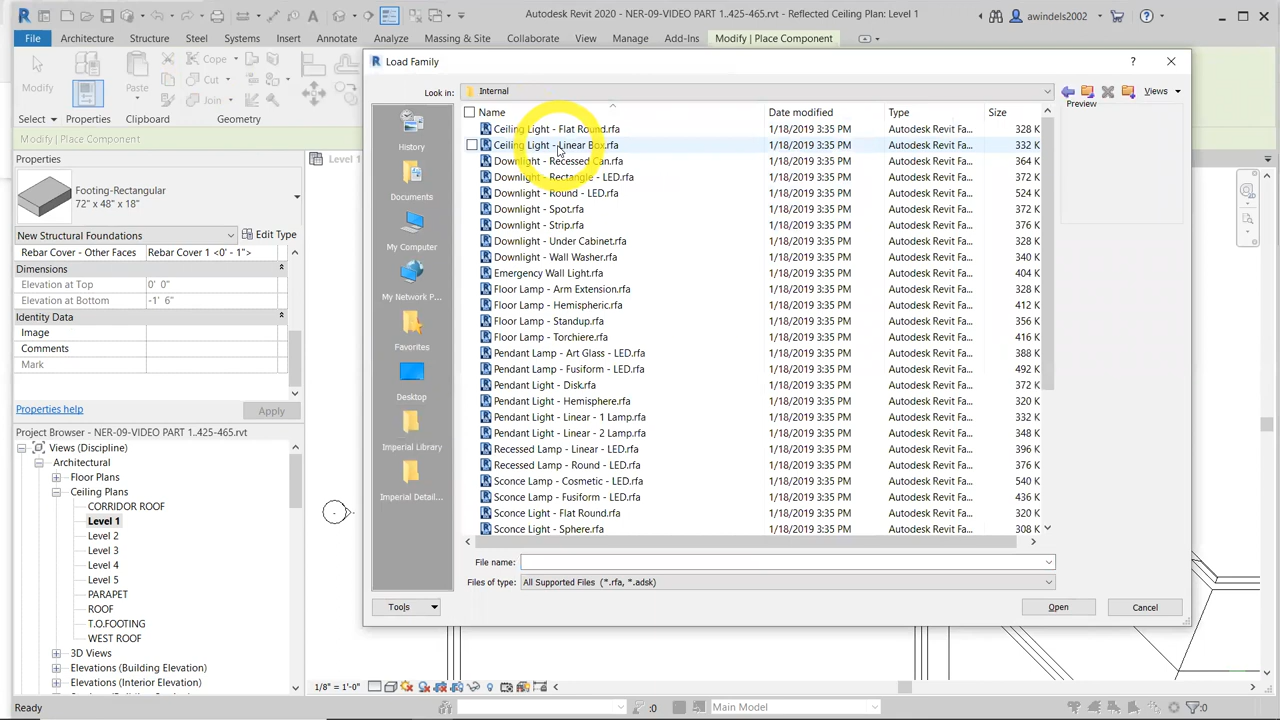 Autodesk Revit 2020 - NER-09-VIDEO PART 1..425-465.rvt - Reflected Ceiling Plan: Level 1
awindels2002
File Architecture Structure Steel Systems Insert Annotate Analyze Massing & Site Collaborate View Manage Add-Ins Modify | Place Component
Modify
Paste
Cope
Cut
Join
Select Properties Clipboard Geometry
Modify | Place Component
Properties
Footing-Rectangular
72" x 48" x 18"
New Structural Foundations Edit Type
Rebar Cover - Other Faces Rebar Cover 1 <0' - 1">
Dimensions
Elevation at Top 0' 0"
Elevation at Bottom -1' 6"
Identity Data
Image
Comments
Mark
Properties help Apply
Project Browser - NER-09-VIDEO PART 1..425-465.rvt
Views (Discipline)
Architectural
Floor Plans
Ceiling Plans
CORRIDOR ROOF
Level 1
Level 2
Level 3
Level 4
Level 5
PARAPET
ROOF
T.O.FOOTING
WEST ROOF
3D Views
Elevations (Building Elevation)
Elevations (Interior Elevation)
Level 1
Load Family
Look in: Internal
Views
Preview
History
Documents
My Computer
My Network P...
Favorites
Desktop
Imperial Library
Imperial Detai...
Name Date modified Type Size
Ceiling Light - Flat Round.rfa 1/18/2019 3:35 PM Autodesk Revit Fa... 328 K
Ceiling Light - Linear Box.rfa 1/18/2019 3:35 PM Autodesk Revit Fa... 332 K
Downlight - Recessed Can.rfa 1/18/2019 3:35 PM Autodesk Revit Fa... 364 K
Downlight - Rectangle - LED.rfa 1/18/2019 3:35 PM Autodesk Revit Fa... 372 K
Downlight - Round - LED.rfa 1/18/2019 3:35 PM Autodesk Revit Fa... 524 K
Downlight - Spot.rfa 1/18/2019 3:35 PM Autodesk Revit Fa... 372 K
Downlight - Strip.rfa 1/18/2019 3:35 PM Autodesk Revit Fa... 376 K
Downlight - Under Cabinet.rfa 1/18/2019 3:35 PM Autodesk Revit Fa... 328 K
Downlight - Wall Washer.rfa 1/18/2019 3:35 PM Autodesk Revit Fa... 340 K
Emergency Wall Light.rfa 1/18/2019 3:35 PM Autodesk Revit Fa... 404 K
Floor Lamp - Arm Extension.rfa 1/18/2019 3:35 PM Autodesk Revit Fa... 328 K
Floor Lamp - Hemispheric.rfa 1/18/2019 3:35 PM Autodesk Revit Fa... 412 K
Floor Lamp - Standup.rfa 1/18/2019 3:35 PM Autodesk Revit Fa... 356 K
Floor Lamp - Torchiere.rfa 1/18/2019 3:35 PM Autodesk Revit Fa... 416 K
Pendant Lamp - Art Glass - LED.rfa 1/18/2019 3:35 PM Autodesk Revit Fa... 388 K
Pendant Lamp - Fusiform - LED.rfa 1/18/2019 3:35 PM Autodesk Revit Fa... 492 K
Pendant Light - Disk.rfa 1/18/2019 3:35 PM Autodesk Revit Fa... 372 K
Pendant Light - Hemisphere.rfa 1/18/2019 3:35 PM Autodesk Revit Fa... 320 K
Pendant Light - Linear - 1 Lamp.rfa 1/18/2019 3:35 PM Autodesk Revit Fa... 332 K
Pendant Light - Linear - 2 Lamp.rfa 1/18/2019 3:35 PM Autodesk Revit Fa... 348 K
Recessed Lamp - Linear - LED.rfa 1/18/2019 3:35 PM Autodesk Revit Fa... 396 K
Recessed Lamp - Round - LED.rfa 1/18/2019 3:35 PM Autodesk Revit Fa... 376 K
Sconce Lamp - Cosmetic - LED.rfa 1/18/2019 3:35 PM Autodesk Revit Fa... 540 K
Sconce Lamp - Fusiform - LED.rfa 1/18/2019 3:35 PM Autodesk Revit Fa... 436 K
Sconce Light - Flat Round.rfa 1/18/2019 3:35 PM Autodesk Revit Fa... 320 K
Sconce Light - Sphere.rfa 1/18/2019 3:35 PM Autodesk Revit Fa... 308 K
File name:
Files of type: All Supported Files (*.rfa, *.adsk)
Tools Open Cancel
1/8" = 1'-0"
Ready :0 Main Model :0